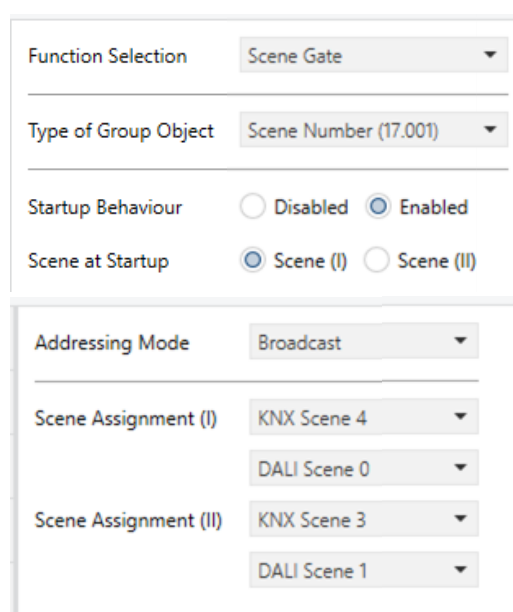 Function Selection Scene Gate
Type of Group Object Scene Number (17.001)
Startup Behaviour Disabled Enabled
Scene at Startup Scene (I) Scene (II)
Addressing Mode Broadcast
Scene Assignment (I) KNX Scene 4
DALI Scene 0
Scene Assignment (II) KNX Scene 3
DALI Scene 1